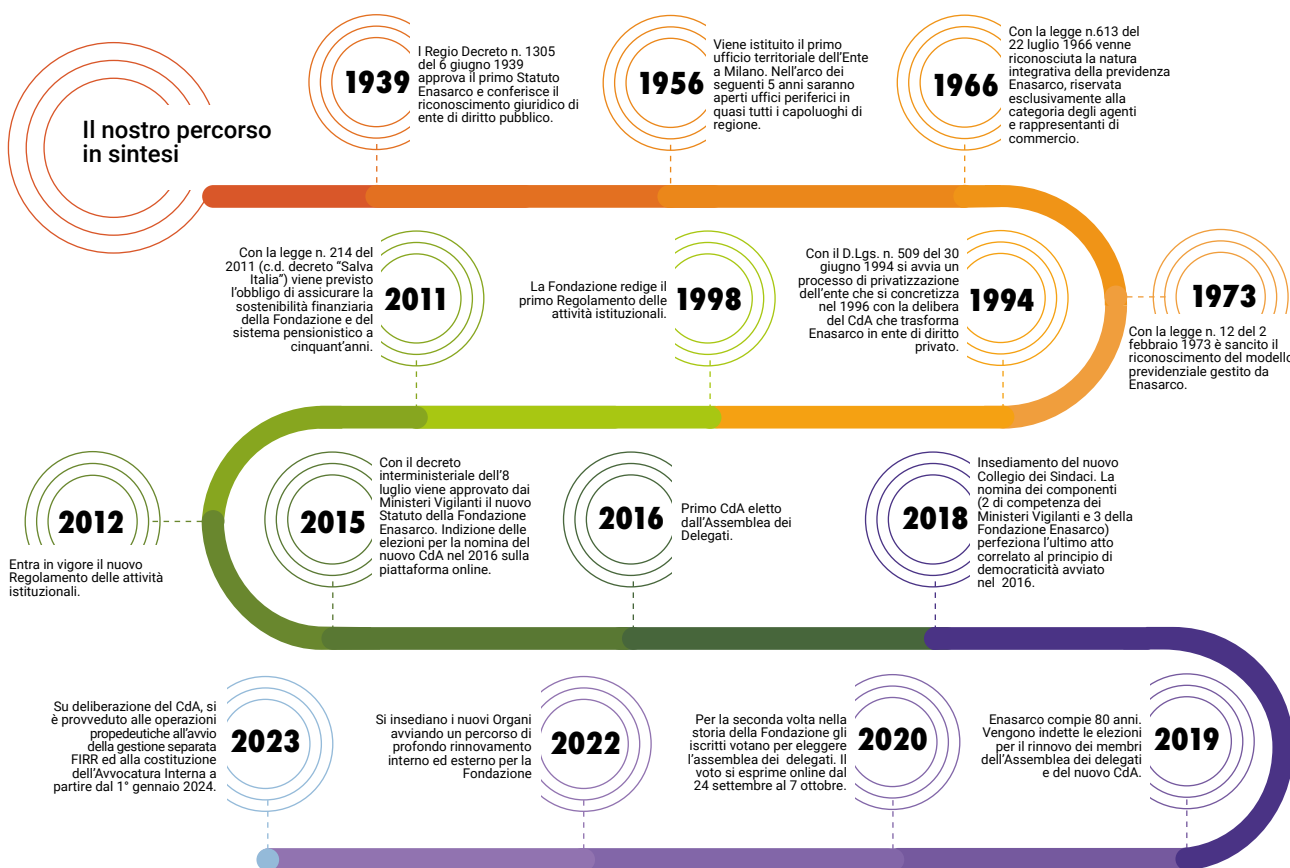 Il nostro percorso
in sintesi
1939
I Regio Decreto n. 1305
del 6 giugno 1939
approva il primo Statuto
Enasarco e conferisce il
riconoscimento giuridico di
ente di diritto pubblico.
1956
Viene istituito il primo
ufficio territoriale dell'Ente
a Milano. Nell'arco dei
seguenti 5 anni saranno
aperti uffici periferici in
quasi tutti i capoluoghi di
regione.
1966
Con la legge n.613 del
22 luglio 1966 venne
riconosciuta la natura
integrativa della previdenza
Enasarco, riservata
esclusivamente alla
categoria degli agenti
e rappresentanti di
commercio.
1973
Con la legge n. 12 del 2
febbraio 1973 è sancito il
riconoscimento del modello
previdenziale gestito da
Enasarco.
Con il D.Lgs. n. 509 del 30
giugno 1994 si avvia un
processo di privatizzazione
dell'ente che si concretizza
nel 1996 con la delibera
del CdA che trasforma
Enasarco in ente di diritto
privato.
1994
La Fondazione redige il
primo Regolamento delle
attività istituzionali.
1998
Con la legge n. 214 del
2011 (c.d. decreto "Salva
Italia") viene previsto
l'obbligo di assicurare la
sostenibilità finanziaria
della Fondazione e del
sistema pensionistico a
cinquant'anni.
2011
2012
Entra in vigore il nuovo
Regolamento delle attività
istituzionali.
2015
Con il decreto
interministeriale dell'8
luglio viene approvato dai
Ministeri Vigilanti il nuovo
Statuto della Fondazione
Enasarco. Indizione delle
elezioni per la nomina del
nuovo CdA nel 2016 sulla
piattaforma online.
2016
Primo CdA eletto
dall'Assemblea dei
Delegati.
2018
Insediamento del nuovo
Collegio dei Sindaci. La
nomina dei componenti
(2 di competenza dei
Ministeri Vigilanti e 3 della
Fondazione Enasarco)
perfeziona l'ultimo atto
correlato al principio di
democraticità avviato
nel 2016.
Enasarco compie 80 anni.
Vengono indette le elezioni
per il rinnovo dei membri
dell'Assemblea dei delegati
e del nuovo CdA.
2019
Per la seconda volta nella
storia della Fondazione gli
iscritti votano per eleggere
l'assemblea dei delegati. Il
voto si esprime online dal
24 settembre al 7 ottobre.
2020
Si insediano i nuovi Organi
avviando un percorso di
profondo rinnovamento
interno ed esterno per la
Fondazione
2022
Su deliberazione del CdA, si
è provveduto alle operazioni
propedeutiche all'avvio
della gestione separata
FIRR ed alla costituzione
dell'Avvocatura Interna a
partire dal 1° gennaio 2024.
2023